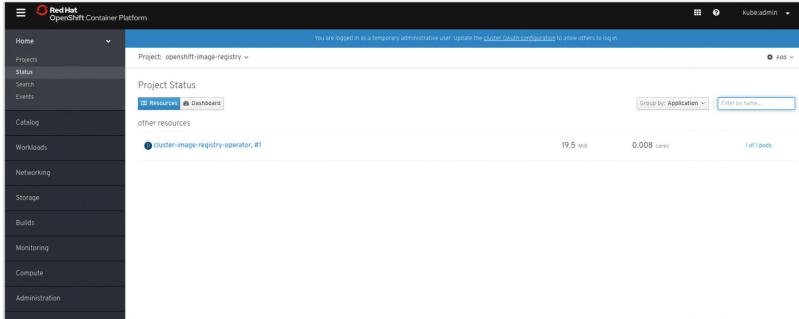 Red Hat
OpenShift Container Platform
kube:admin
You are logged in as a temporary administrative user. Update the cluster OAuth configuration to allow others to log in.
Home
Projects
Status
Search
Events
Catalog
Workloads
Networking
Storage
Builds
Monitoring
Compute
Administration
Project: openshift-image-registry
Add
Project Status
Resources Dashboard
Group by: Application
Filter by name...
other resources
D cluster-image-registry-operator, #1
19.5 MiB
0.008 cores
1 of 1 pods